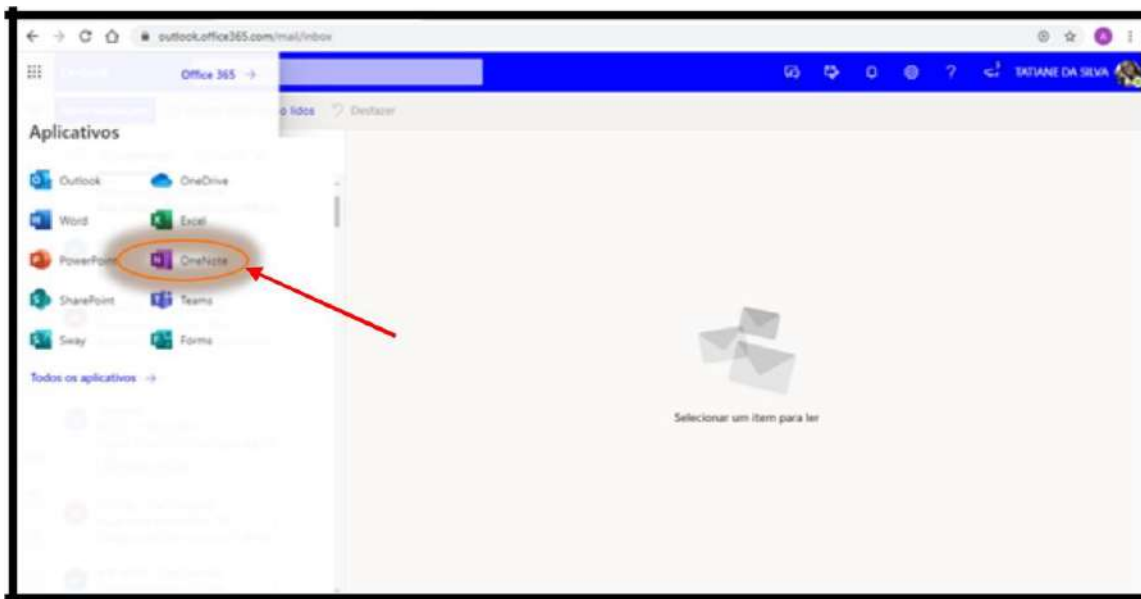 outlook.office365.com/mail/inbox
Office 365 →
TATIANE DA SILVA
o lidos
Desfazer
Aplicativos
Outlook
OneDrive
Word
Excel
PowerPoint
OneNote
SharePoint
Teams
Sway
Forms
Todos os aplicativos →
Selecionar um item para ler